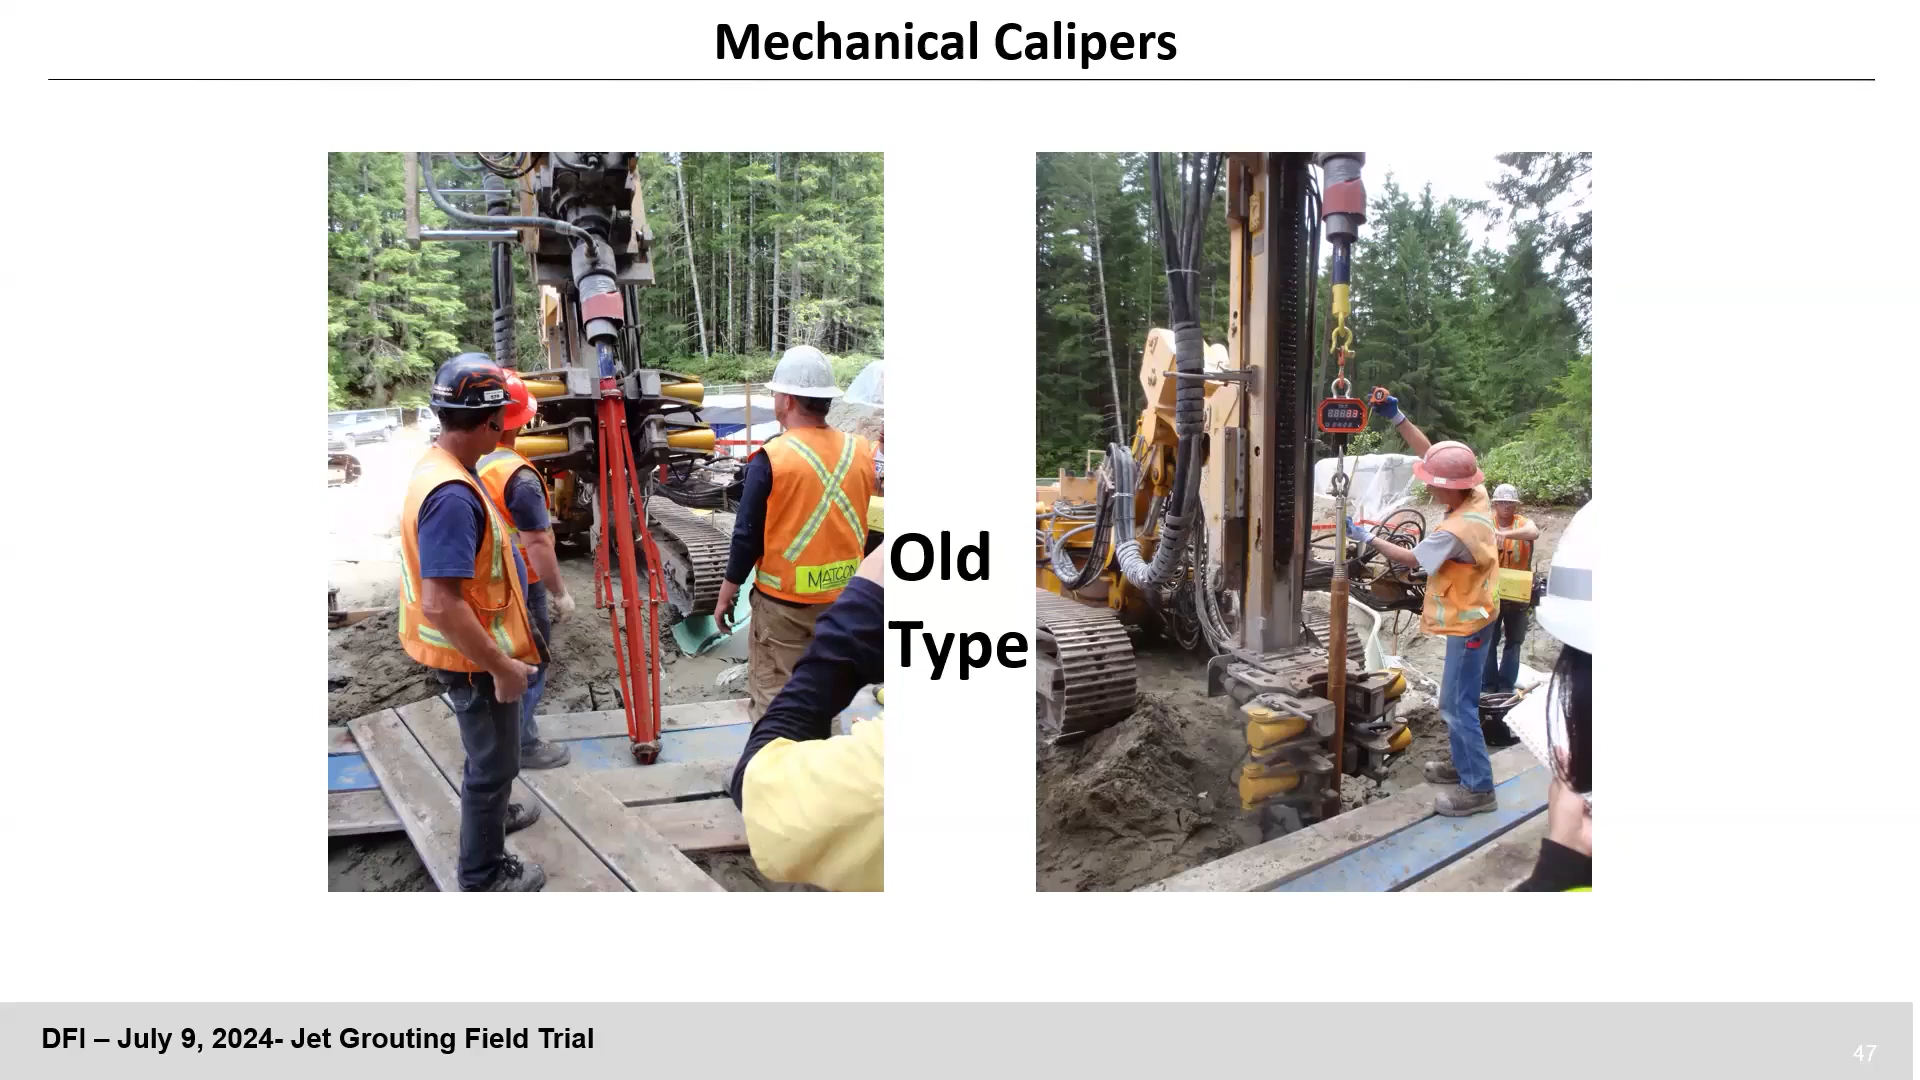 Mechanical Calipers
MATCON
Old
Type
DFI – July 9, 2024- Jet Grouting Field Trial
47